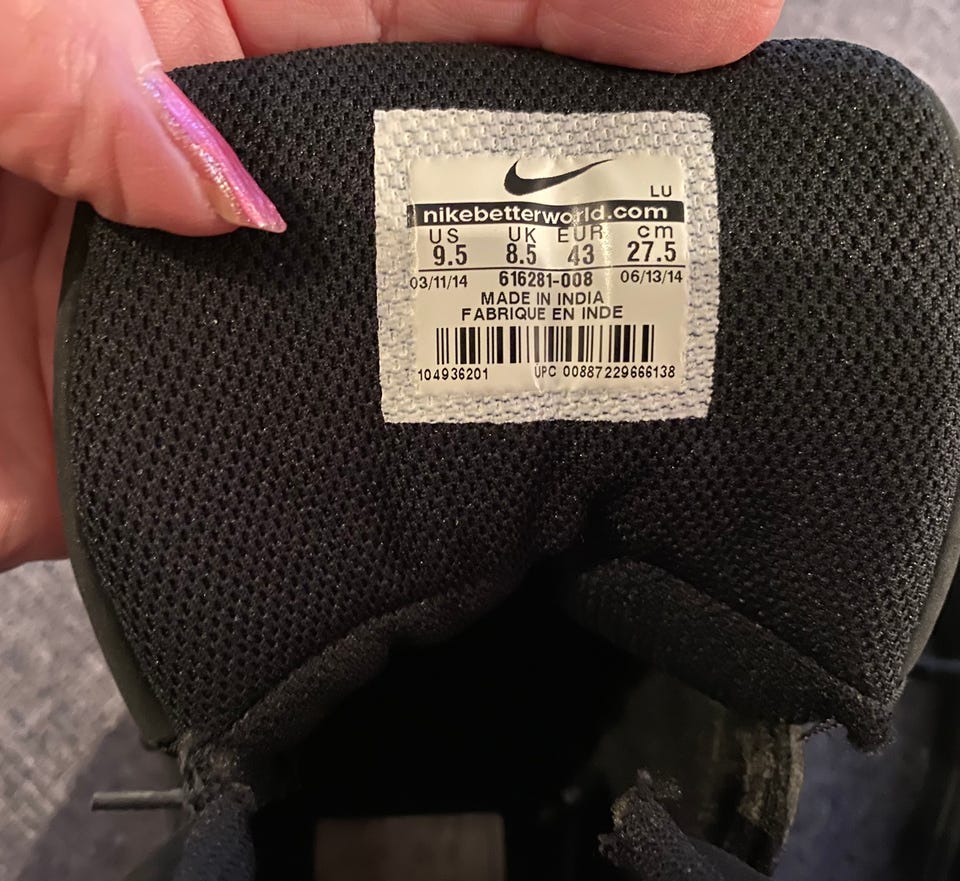 LU
nikebetterworld.com
US UK EUR cm
9.5 8.5 43 27.5
03/11/14 616281-008 06/13/14
MADE IN INDIA
FABRIQUE EN INDE
104936201 UPC 00887229666138